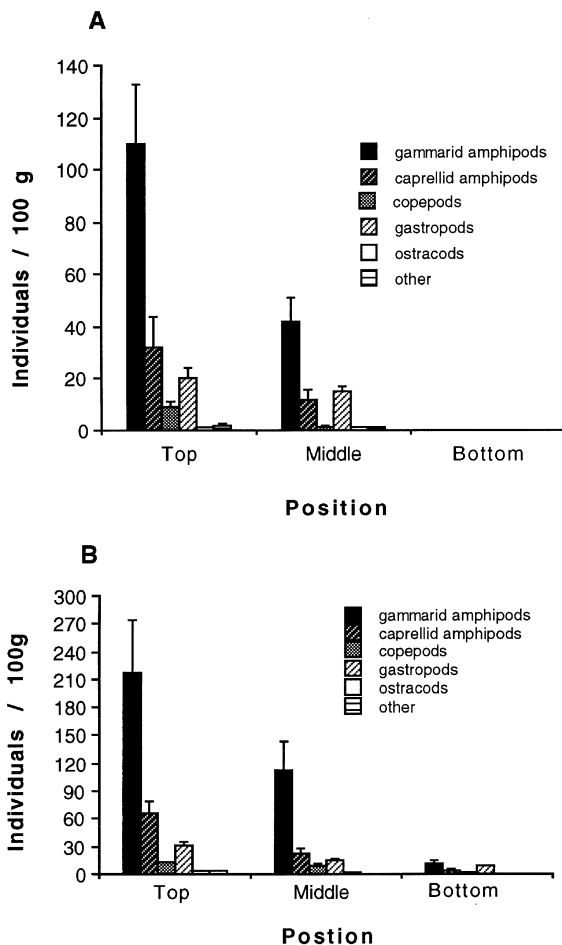 A
140
120
100
80
60
40
20
0
Individuals / 100 g
gammarid amphipods
caprellid amphipods
copepods
gastropods
ostracods
other
Top Middle Bottom
Position
B
300
270
240
210
180
150
120
90
60
30
0
Individuals / 100g
gammarid amphipods
caprellid amphipods
copepods
gastropods
ostracods
other
Top Middle Bottom
Postion